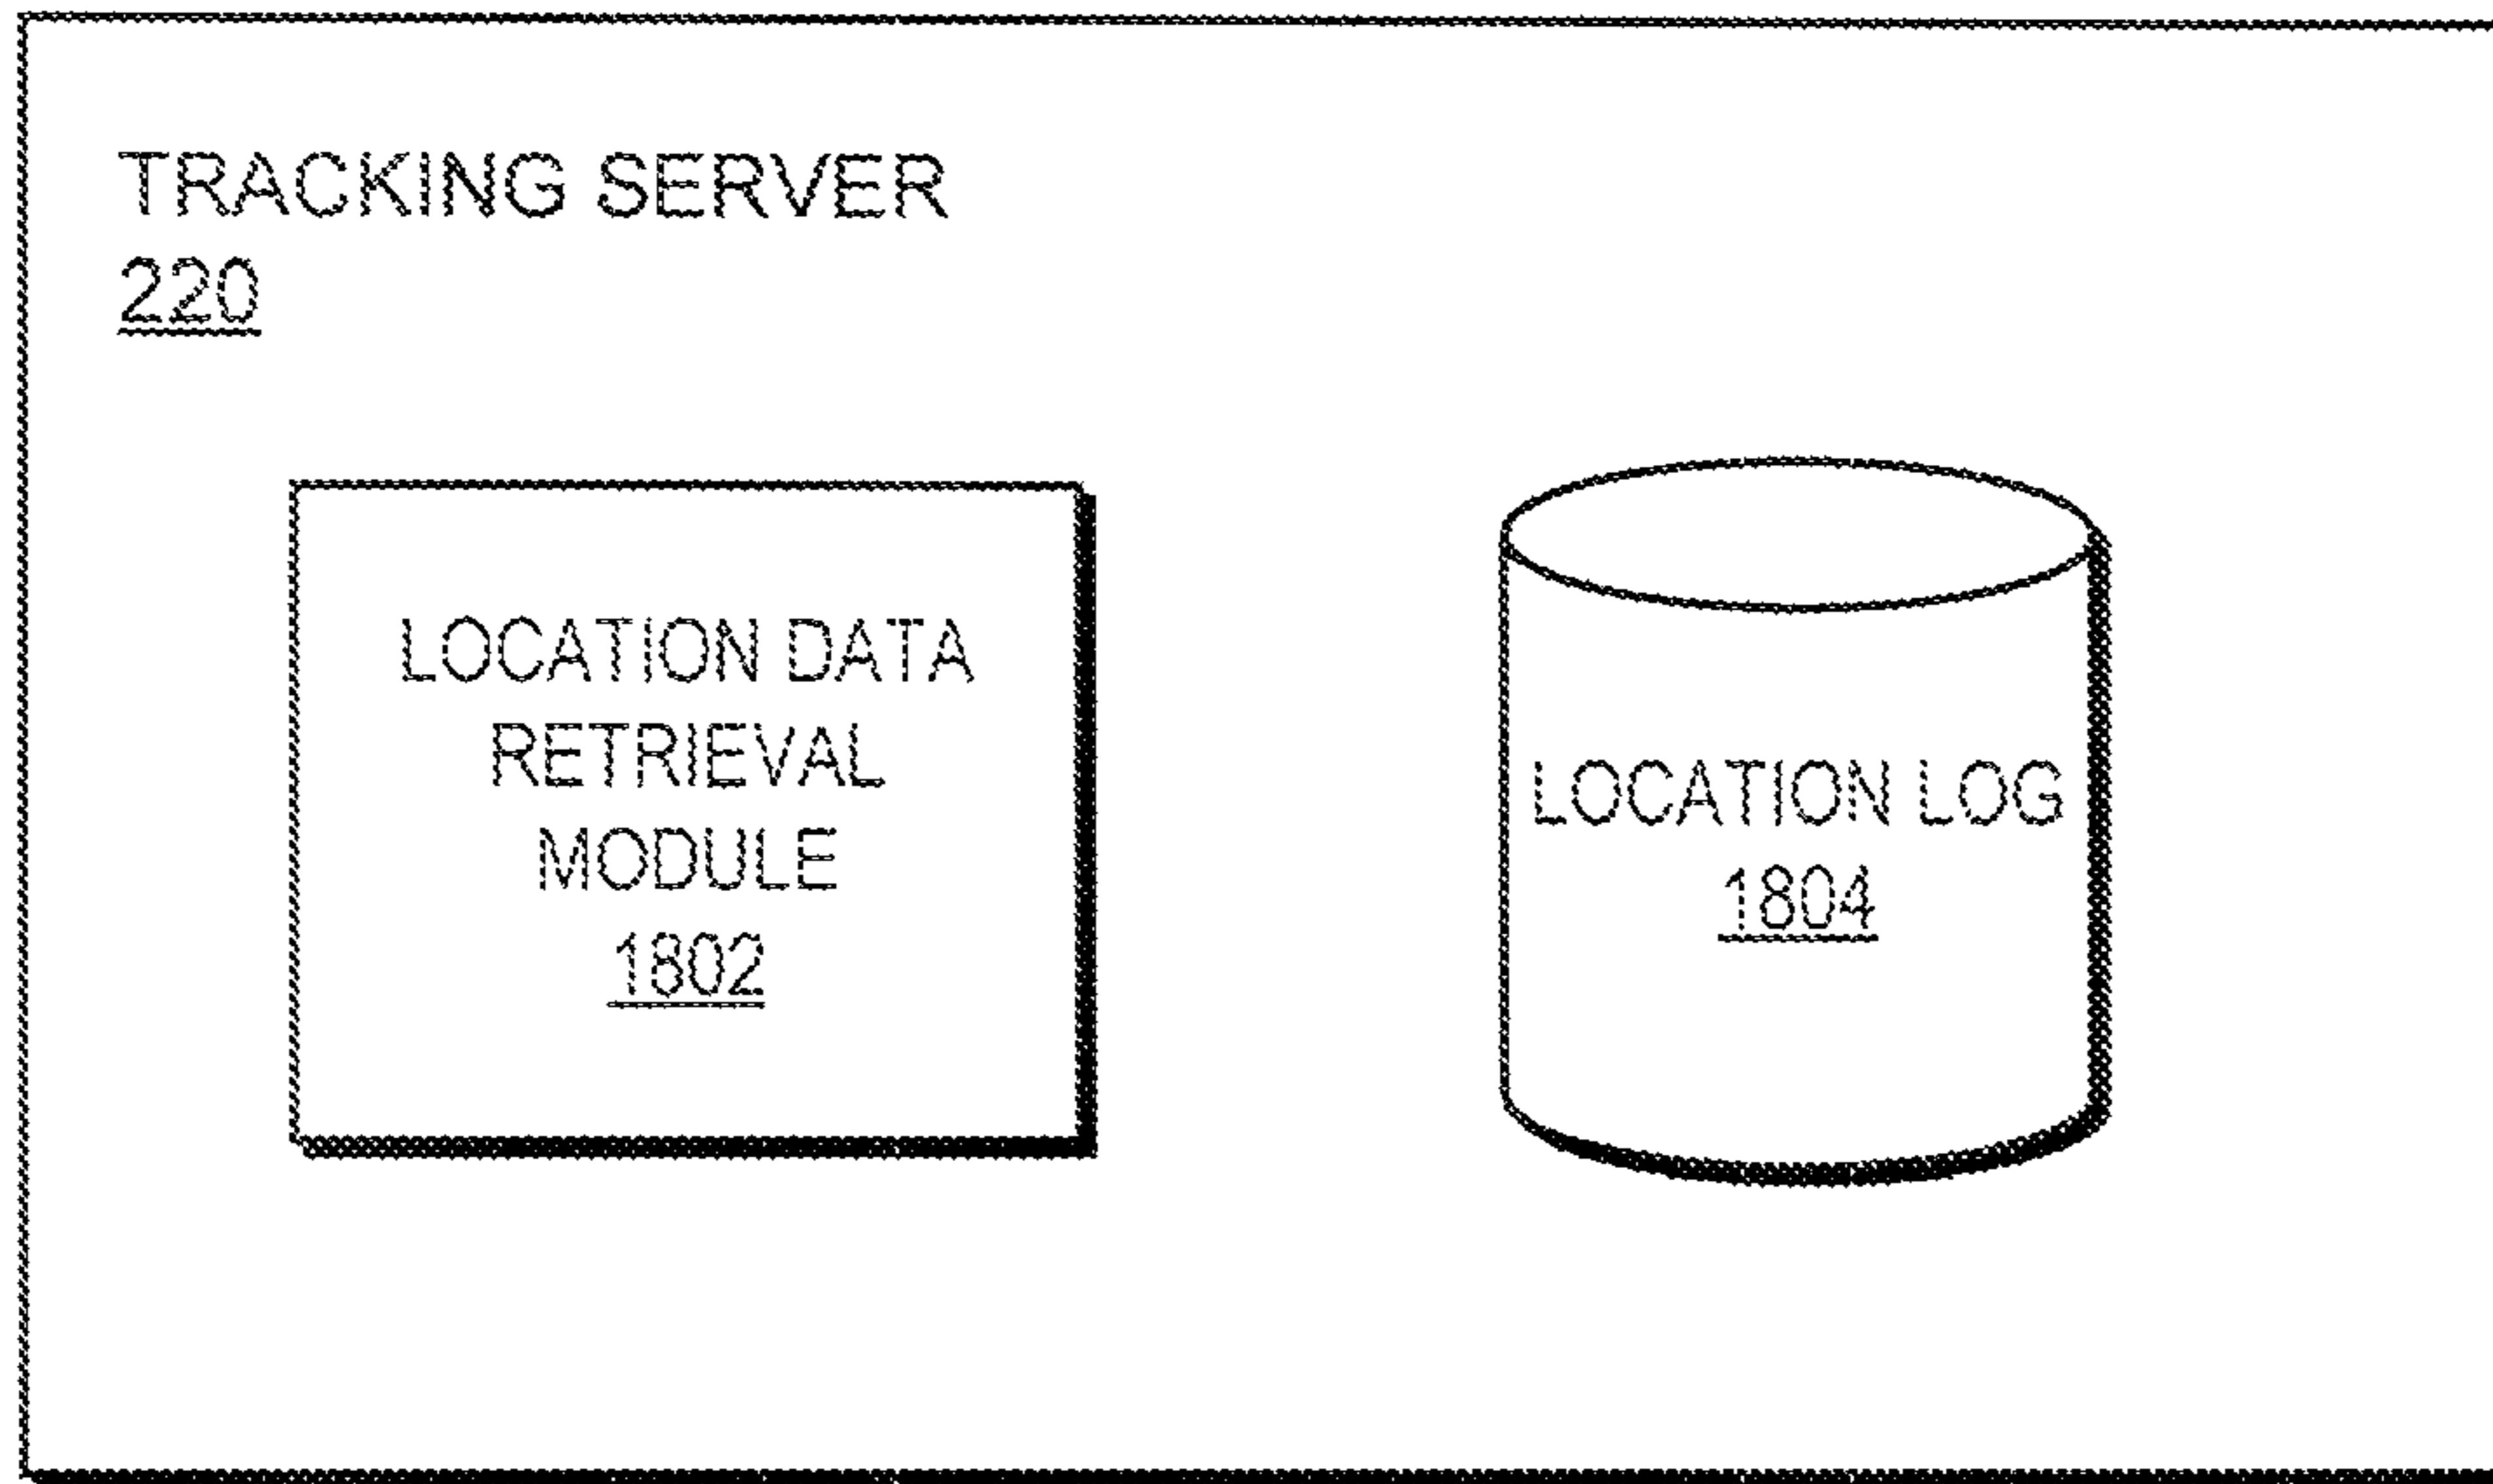 TRACKING SERVER
220
LOCATION DATA
RETRIEVAL
MODULE
1802
LOCATION LOG
1804